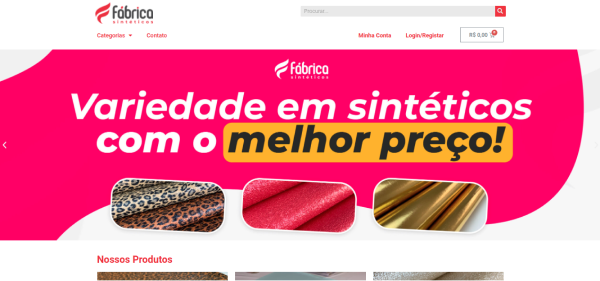 Fábrica
sintéticos
Procurar...
Categorias
Contato
Minha Conta
Login/Registar
R$ 0,00
0
Fábrica
sintéticos
Variedade em sintéticos
com o melhor preço!
Nossos Produtos